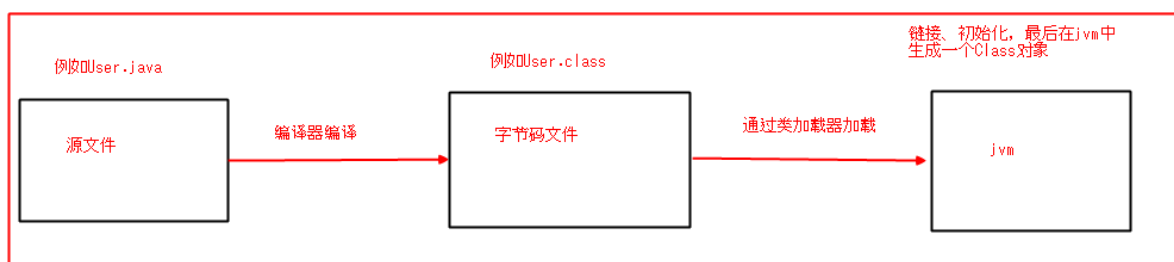 链接、初始化，最后在jvm中
生成一个Class对象
例如User.java
例如User.class
源文件
编译器编译
字节码文件
通过类加载器加载
jvm